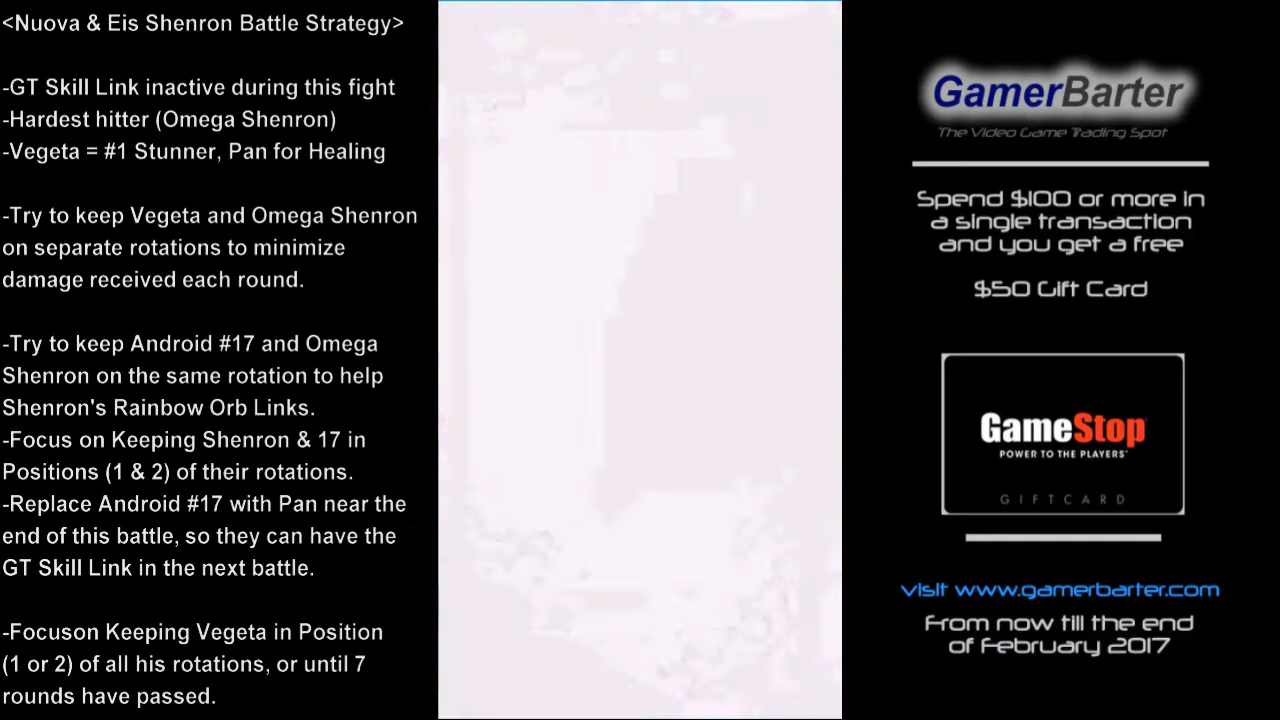 <Nuova & Eis Shenron Battle Strategy>
-GT Skill Link inactive during this fight
-Hardest hitter (Omega Shenron)
-Vegeta = #1 Stunner, Pan for Healing
-Try to keep Vegeta and Omega Shenron
on separate rotations to minimize
damage received each round.
-Try to keep Android #17 and Omega
Shenron on the same rotation to help
Shenron's Rainbow Orb Links.
-Focus on Keeping Shenron & 17 in
Positions (1 & 2) of their rotations.
-Replace Android #17 with Pan near the
end of this battle, so they can have the
GT Skill Link in the next battle.
-Focuson Keeping Vegeta in Position
(1 or 2) of all his rotations, or until 7
rounds have passed.
GamerBarter
The Video Game Trading Spot
Spend $100 or more in
a single transaction
and you get a free
$50 Gift Card
GameStop
POWER TO THE PLAYERS'
GIFTCARD
visit www.gamerbarter.com
From now till the end
of February 2017